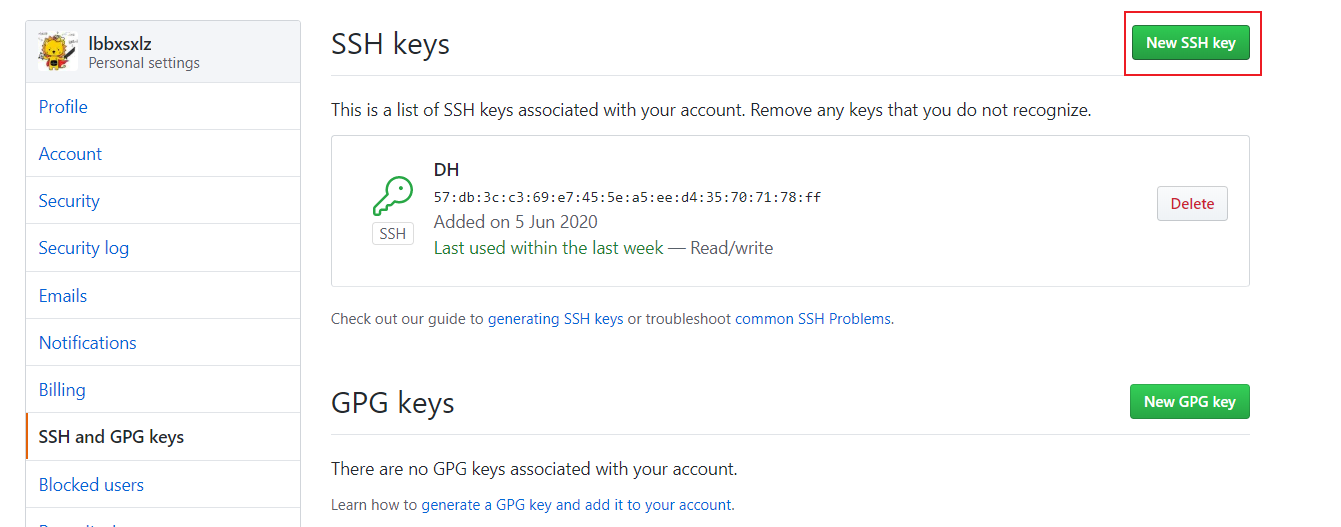 lbbxsxlz
Personal settings
Profile
Account
Security
Security log
Emails
Notifications
Billing
SSH and GPG keys
Blocked users
SSH keys
New SSH key
This is a list of SSH keys associated with your account. Remove any keys that you do not recognize.
DH
57:db:3c:c3:69:e7:45:5e:a5:ee:d4:35:70:71:78:ff
Added on 5 Jun 2020
Last used within the last week — Read/write
SSH
Delete
Check out our guide to generating SSH keys or troubleshoot common SSH Problems.
GPG keys
New GPG key
There are no GPG keys associated with your account.
Learn how to generate a GPG key and add it to your account.